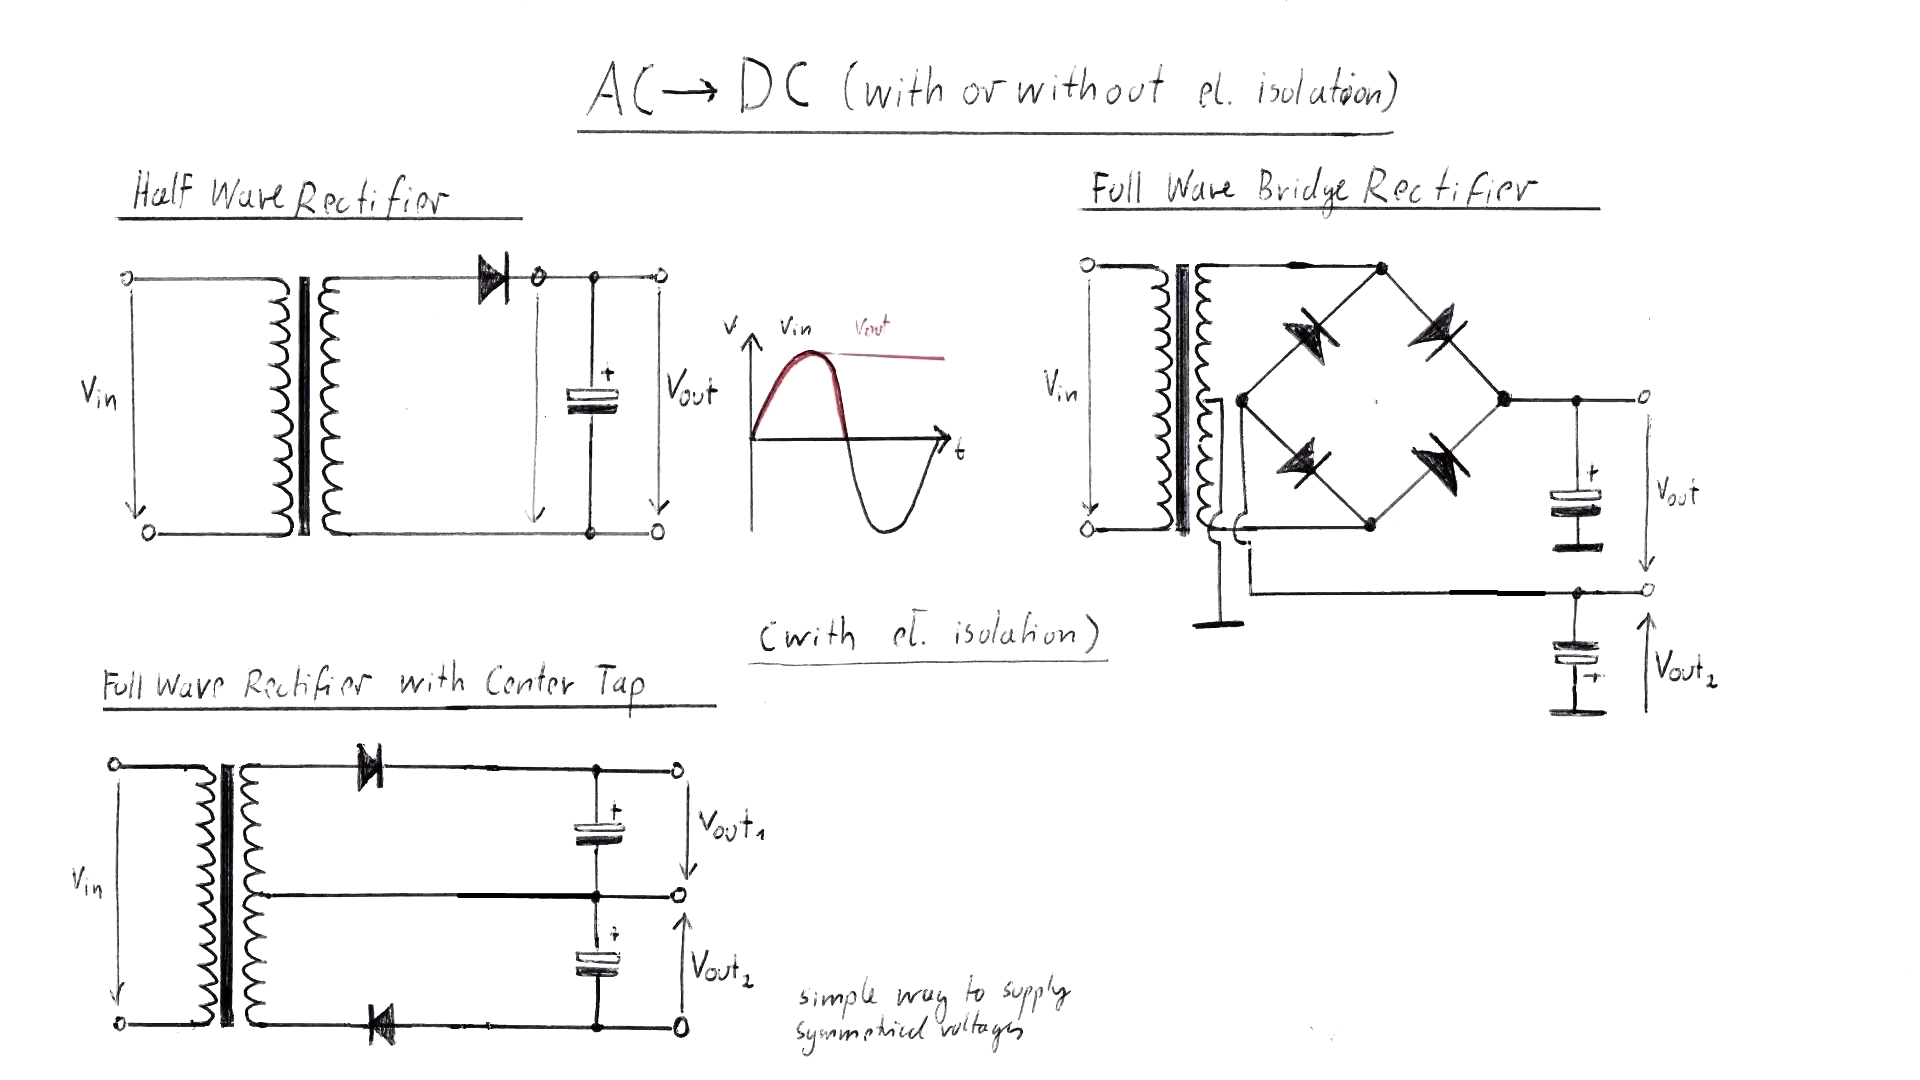 AC → DC (with or without el. isolation)
Half Wave Rectifier
Vin
+
Vout
V
Vin
Vout
t
Full Wave Bridge Rectifier
Vin
+
Vout
+
Vout2
(with el. isolation)
Full Wave Rectifier with Center Tap
Vin
+
Vout1
+
Vout2
simple way to supply
symmetrical voltages